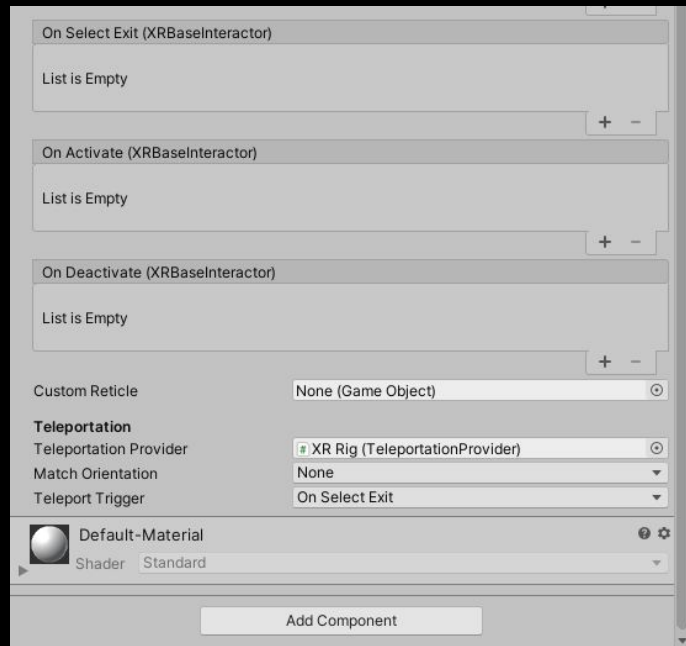 On Select Exit (XRBaseInteractor)
List is Empty
+ -
On Activate (XRBaseInteractor)
List is Empty
+ -
On Deactivate (XRBaseInteractor)
List is Empty
+ -
Custom Reticle None (Game Object)
Teleportation
Teleportation Provider # XR Rig (TeleportationProvider)
Match Orientation None
Teleport Trigger On Select Exit
Default-Material
Shader Standard
Add Component